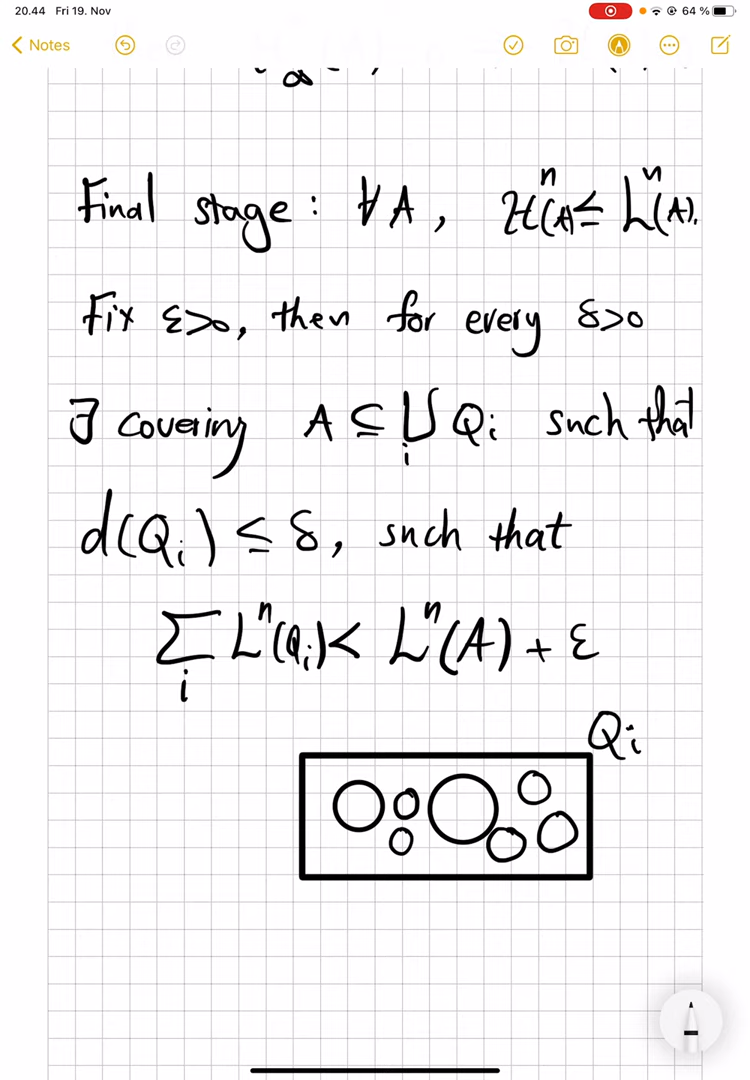 20.44 Fri 19. Nov 64 %
Notes
Final stage: ∀A, ℋⁿ(A) ≤ Lⁿ(A).
Fix ε>0, then for every δ>0
∃ covering A ⊆ ⋃ᵢ Qᵢ such that
d(Qᵢ) ≤ δ, such that
∑ᵢ Lⁿ(Qᵢ) < Lⁿ(A) + ε
Qᵢ